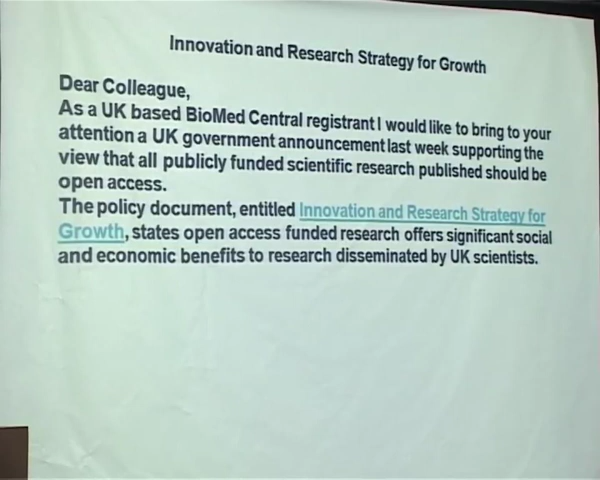 Innovation and Research Strategy for Growth
Dear Colleague,
As a UK based BioMed Central registrant I would like to bring to your
attention a UK government announcement last week supporting the
view that all publicly funded scientific research published should be
open access.
The policy document, entitled Innovation and Research Strategy for
Growth, states open access funded research offers significant social
and economic benefits to research disseminated by UK scientists.